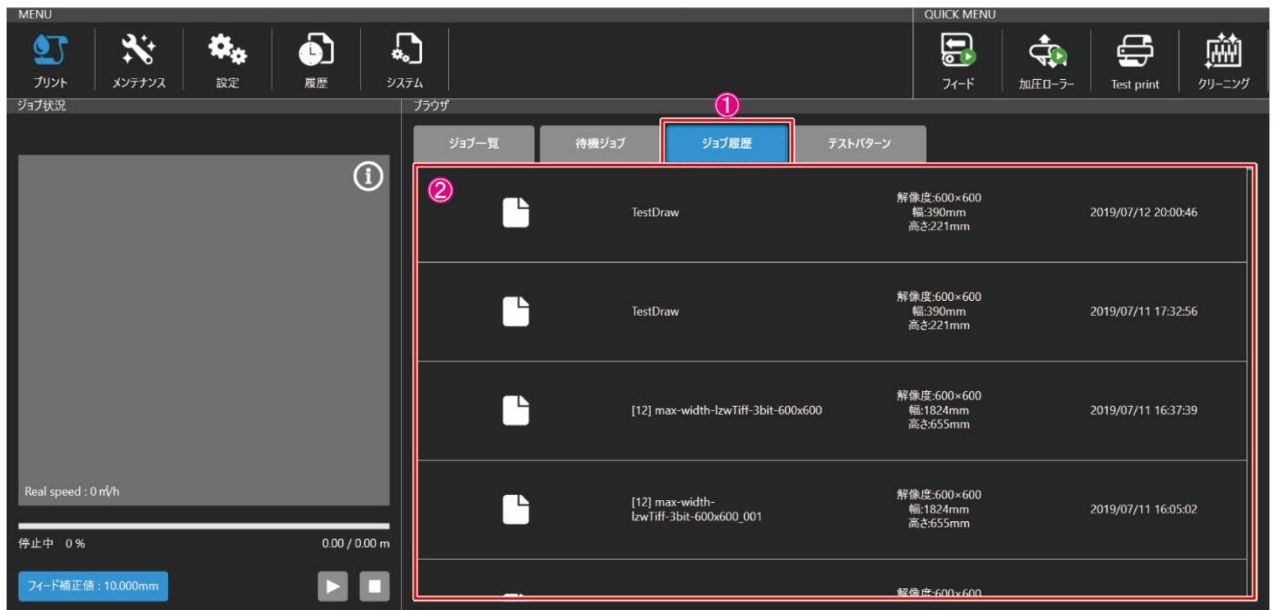 MENU
QUICK MENU
プリント
メンテナンス
設定
履歴
システム
フィード
加圧ローラー
Test print
クリーニング
ジョブ状況
ブラウザ
①
ジョブ一覧
待機ジョブ
ジョブ履歴
テストパターン
②
TestDraw
解像度:600×600
幅:390mm
高さ:221mm
2019/07/12 20:00:46
TestDraw
解像度:600×600
幅:390mm
高さ:221mm
2019/07/11 17:32:56
[12] max-width-lzwTiff-3bit-600x600
解像度:600×600
幅:1824mm
高さ:655mm
2019/07/11 16:37:39
[12] max-width-
lzwTiff-3bit-600x600_001
解像度:600×600
幅:1824mm
高さ:655mm
2019/07/11 16:05:02
解像度:600×600
Real speed : 0 ㎡/h
停止中 0 %
0.00 / 0.00 m
フィード補正値 : 10.000mm